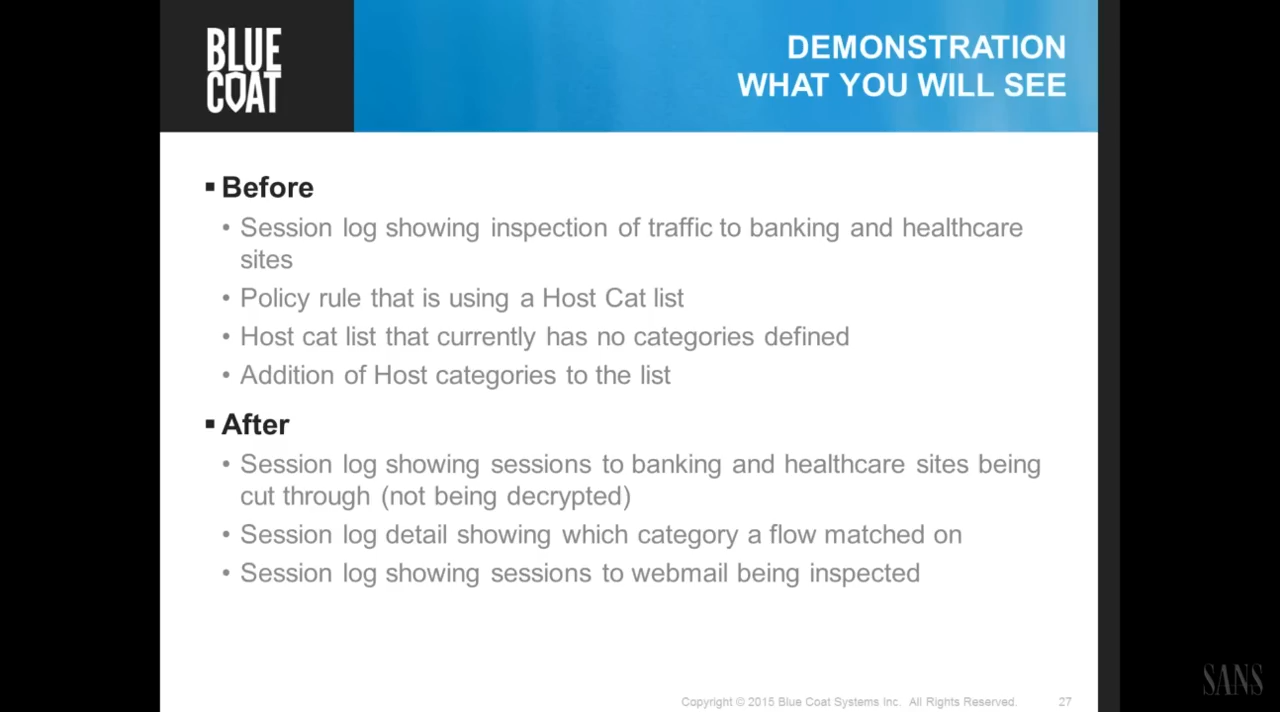 BLUE
COAT
DEMONSTRATION
WHAT YOU WILL SEE
▪ Before
• Session log showing inspection of traffic to banking and healthcare
sites
• Policy rule that is using a Host Cat list
• Host cat list that currently has no categories defined
• Addition of Host categories to the list
▪ After
• Session log showing sessions to banking and healthcare sites being
cut through (not being decrypted)
• Session log detail showing which category a flow matched on
• Session log showing sessions to webmail being inspected
Copyright © 2015 Blue Coat Systems Inc. All Rights Reserved. 27
SANS